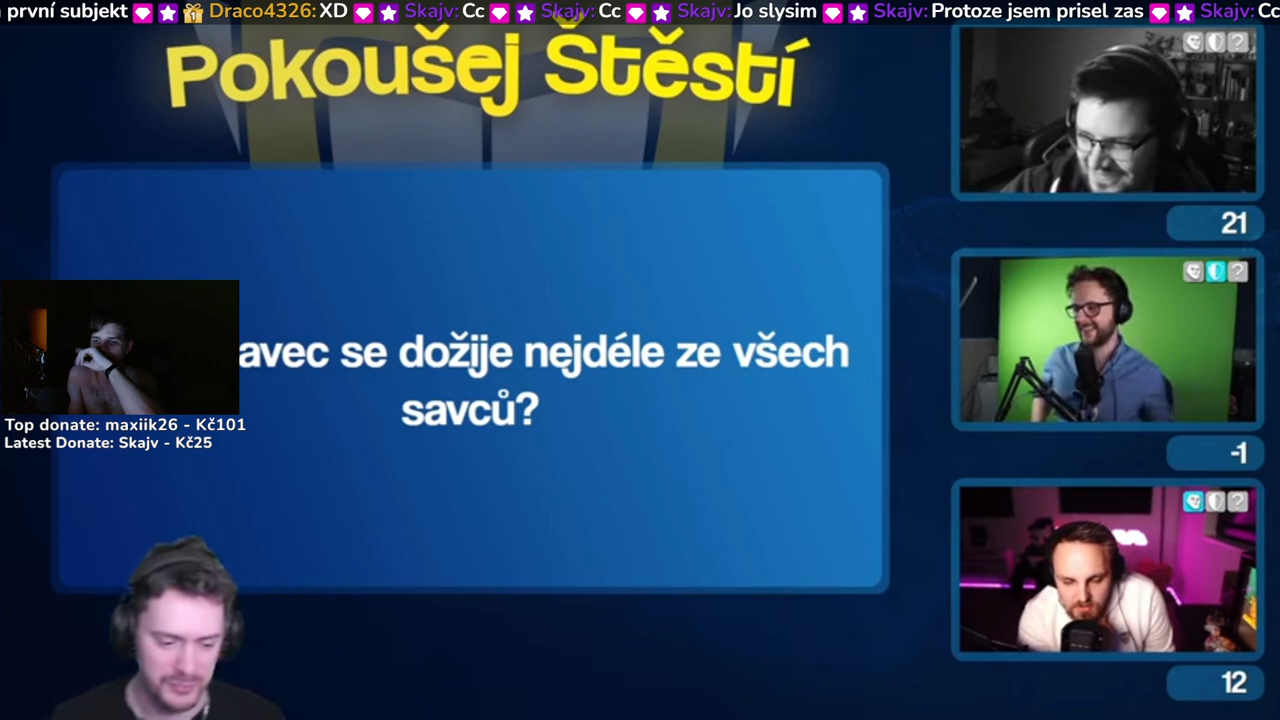 první subjekt Draco4326: XD Skajv: Cc Skajv: Cc Skajv: Jo slysim Skajv: Protoze jsem prisel zas Skajv: Cc
Pokoušej Štěstí
21
avec se dožije nejdéle ze všech
savců?
Top donate: maxiik26 - Kč101
Latest Donate: Skajv - Kč25
-1
12